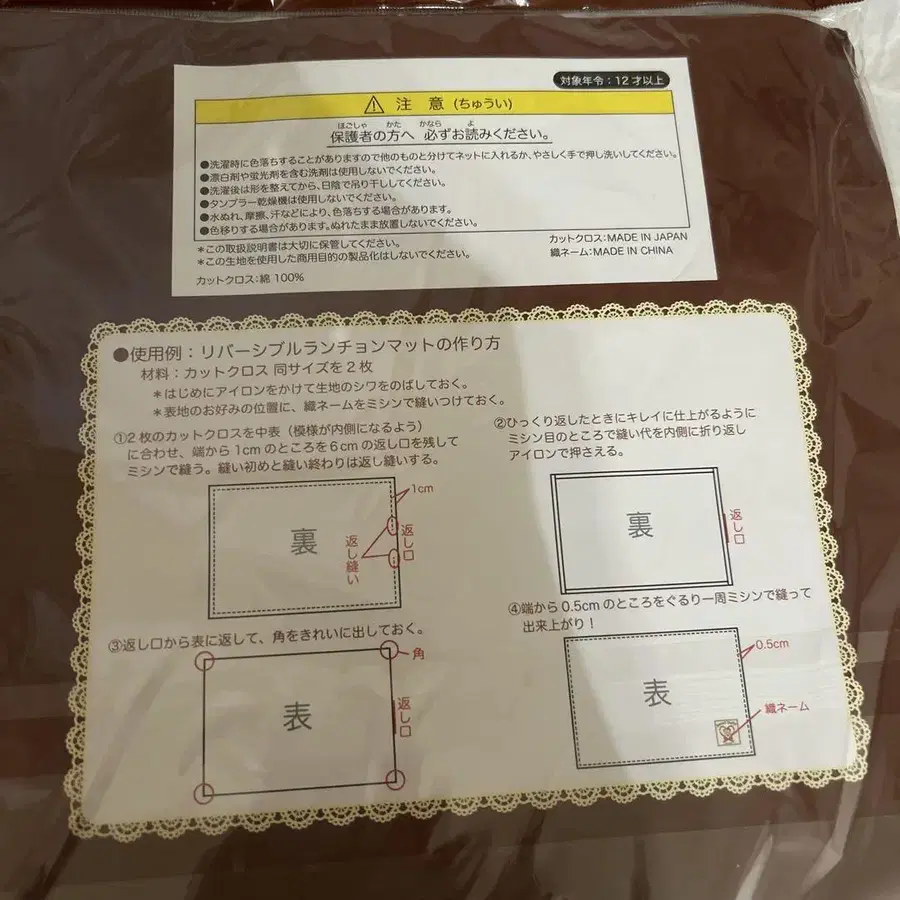 対象年令：12才以上
⚠ 注 意 (ちゅうい)
ほごしゃ かた かなら よ
保護者の方へ 必ずお読みください。
●洗濯時に色落ちすることがありますので他のものと分けてネットに入れるか、やさしく手で押し洗いしてください。
●漂白剤や蛍光剤を含む洗剤は使用しないでください。
●洗濯後は形を整えてから、日陰で吊り干ししてください。
●タンブラー乾燥機は使用しないでください。
●水ぬれ、摩擦、汗などにより、色落ちする場合があります。
●色移りする場合があります。ぬれたまま放置しないでください。
＊この取扱説明書は大切に保管してください。
＊この生地を使用した商用目的の製品化はしないでください。
カットクロス：MADE IN JAPAN
織ネーム：MADE IN CHINA
カットクロス：綿 100%
●使用例：リバーシブルランチョンマットの作り方
材料：カットクロス 同サイズを2枚
＊はじめにアイロンをかけて生地のシワをのばしておく。
＊表地のお好みの位置に、織ネームをミシンで縫いつけておく。
①2枚のカットクロスを中表（模様が内側になるよう）
に合わせ、端から1cmのところを6cmの返し口を残して
ミシンで縫う。縫い初めと縫い終わりは返し縫いする。
1cm
裏
返し縫い
返し口
②ひっくり返したときにキレイに仕上がるように
ミシン目のところで縫い代を内側に折り返し
アイロンで押さえる。
裏
返し口
③返し口から表に返して、角をきれいに出しておく。
角
表
返し口
④端から0.5cmのところをぐるり一周ミシンで縫って
出来上がり！
0.5cm
表
織ネーム